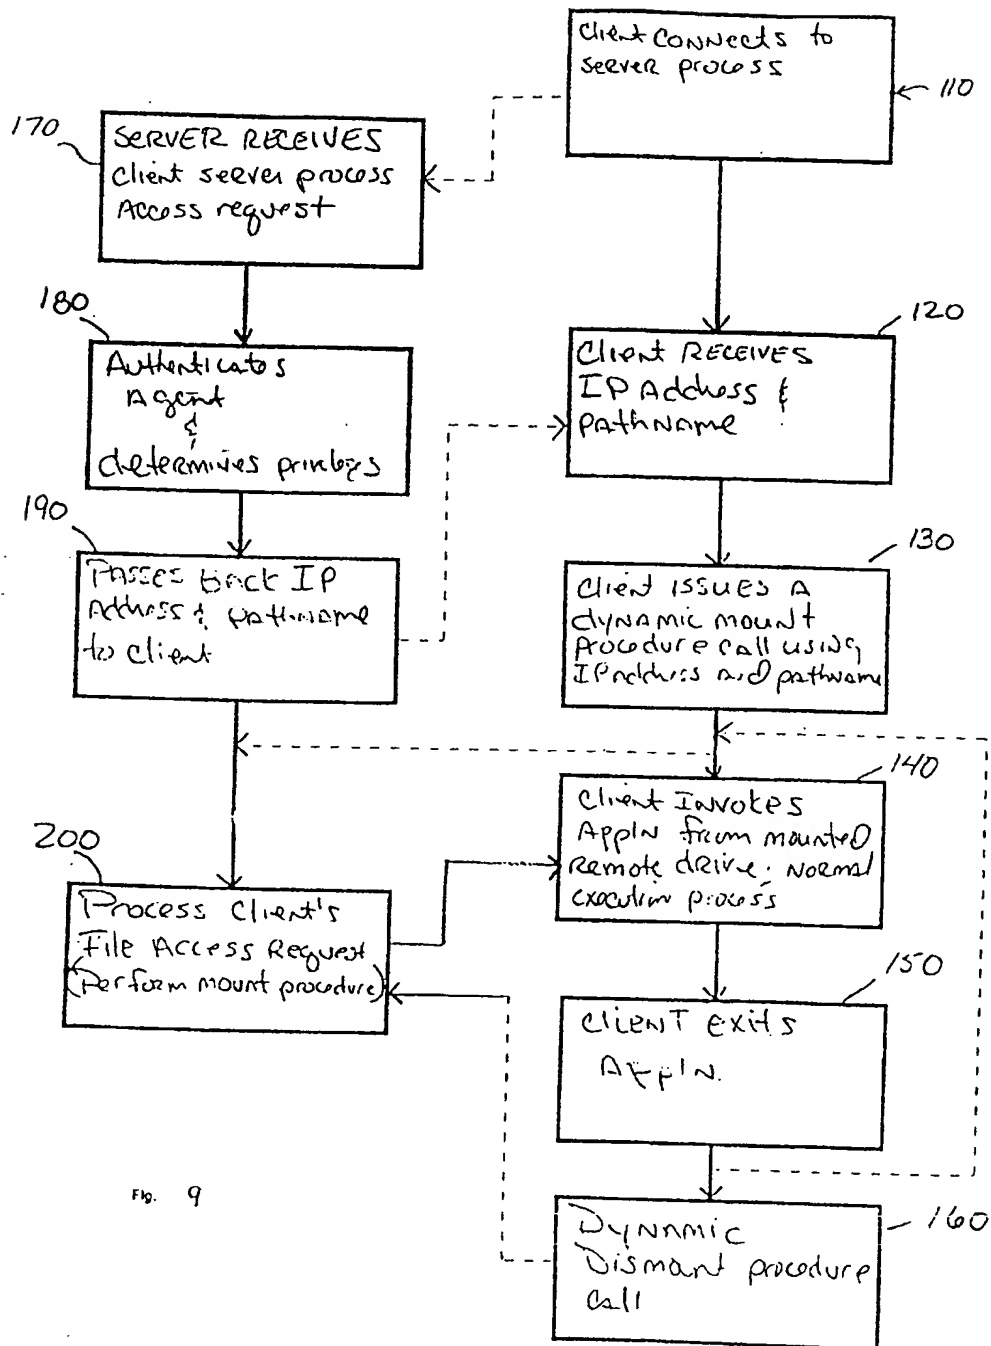 Client CONNECTS to
server process
110
170
SERVER RECEIVES
Client server process
Access request
180
Authenticates
Agent
&
determines privleges
120
Client RECEIVES
IP Address &
PATHNAME
190
PASSES back IP
Address & pathname
to client
130
Client ISSUES A
dynamic mount
procedure call using
IP address and pathname
140
Client Invokes
Appln from mounted
Remote drive: Normal
execution process
200
Process Client's
File Access Request
(Perform mount procedure)
150
CLIENT Exits
Appln.
160
Dynamic
Dismant procedure
call
Fig. 9